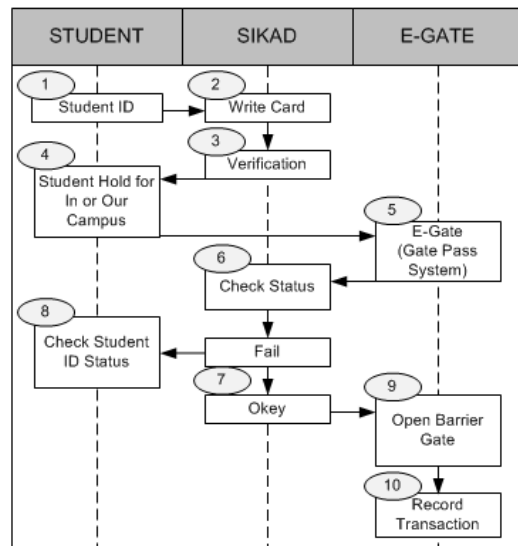 STUDENT SIKAD E-GATE
1
Student ID
2
Write Card
3
Verification
4
Student Hold for
In or Our
Campus
5
E-Gate
(Gate Pass
System)
6
Check Status
8
Check Student
ID Status
Fail
7
Okey
9
Open Barrier
Gate
10
Record
Transaction